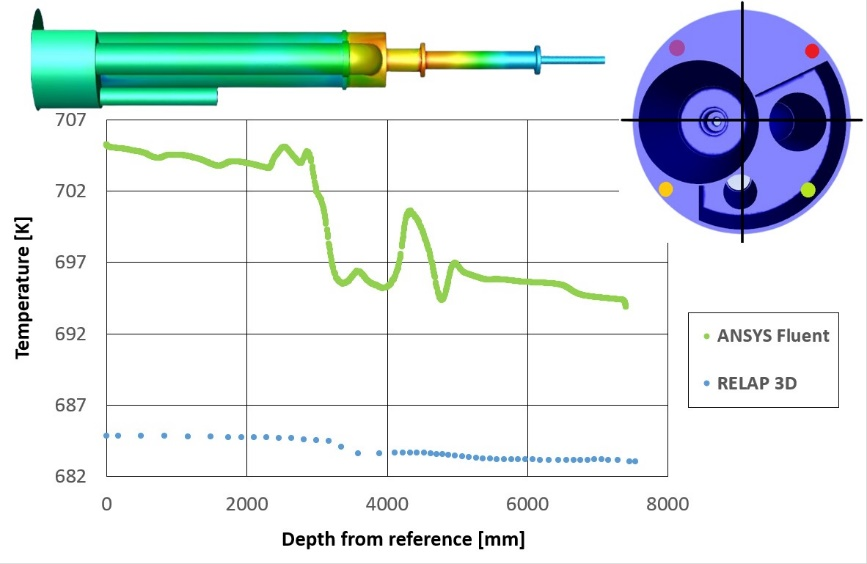 707
702
697
692
687
682
Temperature [K]
0 2000 4000 6000 8000
Depth from reference [mm]
ANSYS Fluent
RELAP 3D